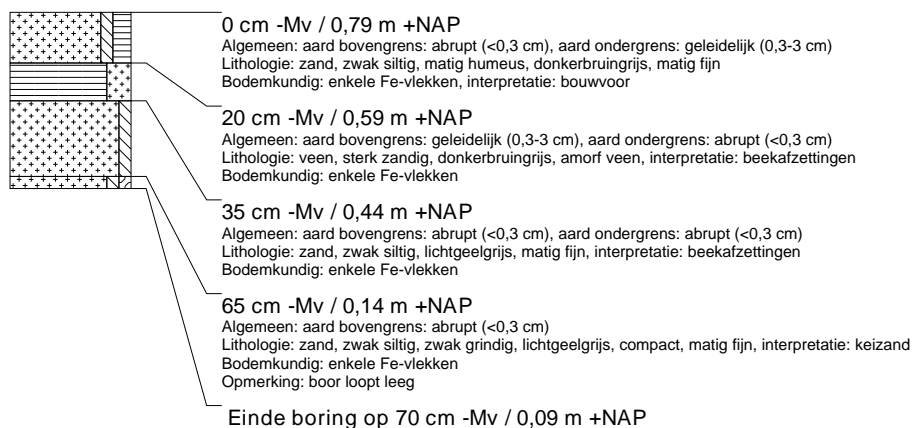 0 cm -Mv / 0,79 m +NAP
Algemeen: aard bovengrens: abrupt (<0,3 cm), aard ondergrens: geleidelijk (0,3-3 cm)
Lithologie: zand, zwak siltig, matig humeus, donkerbruingrijs, matig fijn
Bodemkundig: enkele Fe-vlekken, interpretatie: bouwvoor
20 cm -Mv / 0,59 m +NAP
Algemeen: aard bovengrens: geleidelijk (0,3-3 cm), aard ondergrens: abrupt (<0,3 cm)
Lithologie: veen, sterk zandig, donkerbruingrijs, amorf veen, interpretatie: beekafzettingen
Bodemkundig: enkele Fe-vlekken
35 cm -Mv / 0,44 m +NAP
Algemeen: aard bovengrens: abrupt (<0,3 cm), aard ondergrens: abrupt (<0,3 cm)
Lithologie: zand, zwak siltig, lichtgeelgrijs, matig fijn, interpretatie: beekafzettingen
Bodemkundig: enkele Fe-vlekken
65 cm -Mv / 0,14 m +NAP
Algemeen: aard bovengrens: abrupt (<0,3 cm)
Lithologie: zand, zwak siltig, zwak grindig, lichtgeelgrijs, compact, matig fijn, interpretatie: keizand
Bodemkundig: enkele Fe-vlekken
Opmerking: boor loopt leeg
Einde boring op 70 cm -Mv / 0,09 m +NAP